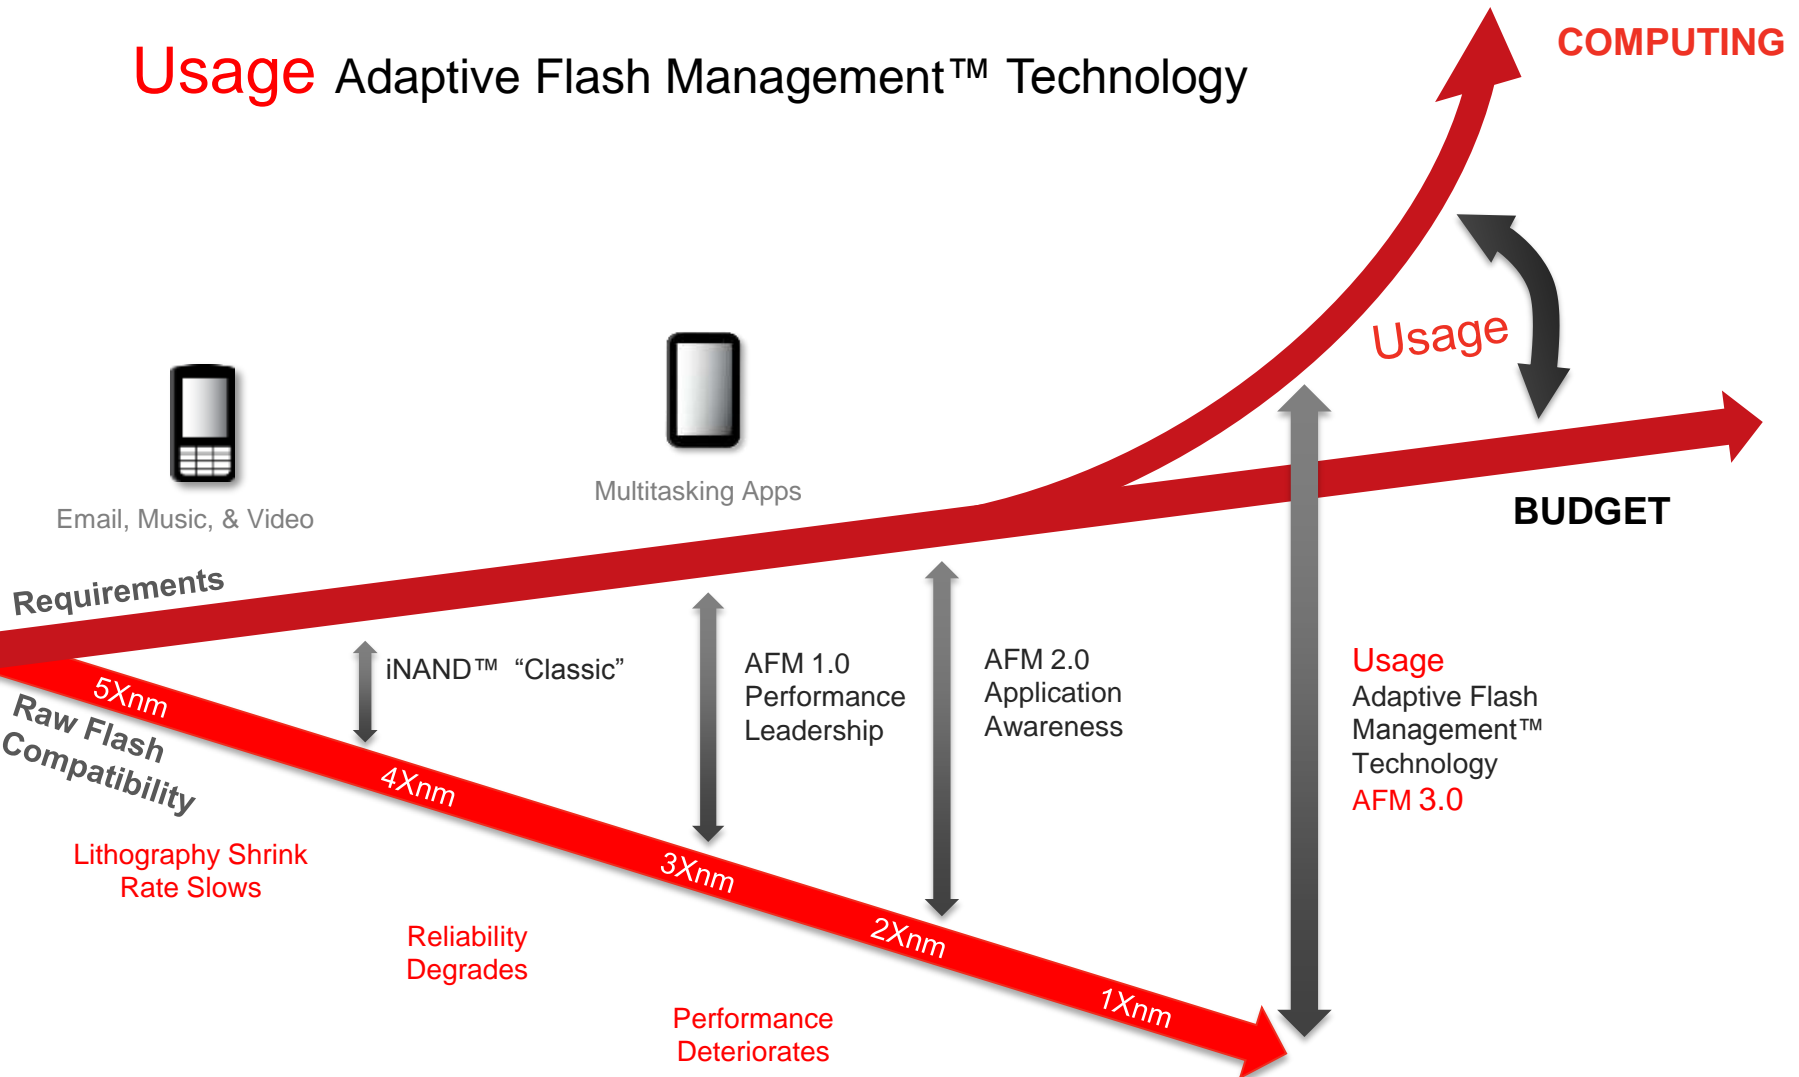 Usage Adaptive Flash Management™ Technology
COMPUTING
Usage
BUDGET
Email, Music, & Video
Multitasking Apps
Requirements
Raw Flash
Compatibility
5Xnm
4Xnm
3Xnm
2Xnm
1Xnm
iNAND™ “Classic”
AFM 1.0
Performance
Leadership
AFM 2.0
Application
Awareness
Usage
Adaptive Flash
Management™
Technology
AFM 3.0
Lithography Shrink
Rate Slows
Reliability
Degrades
Performance
Deteriorates